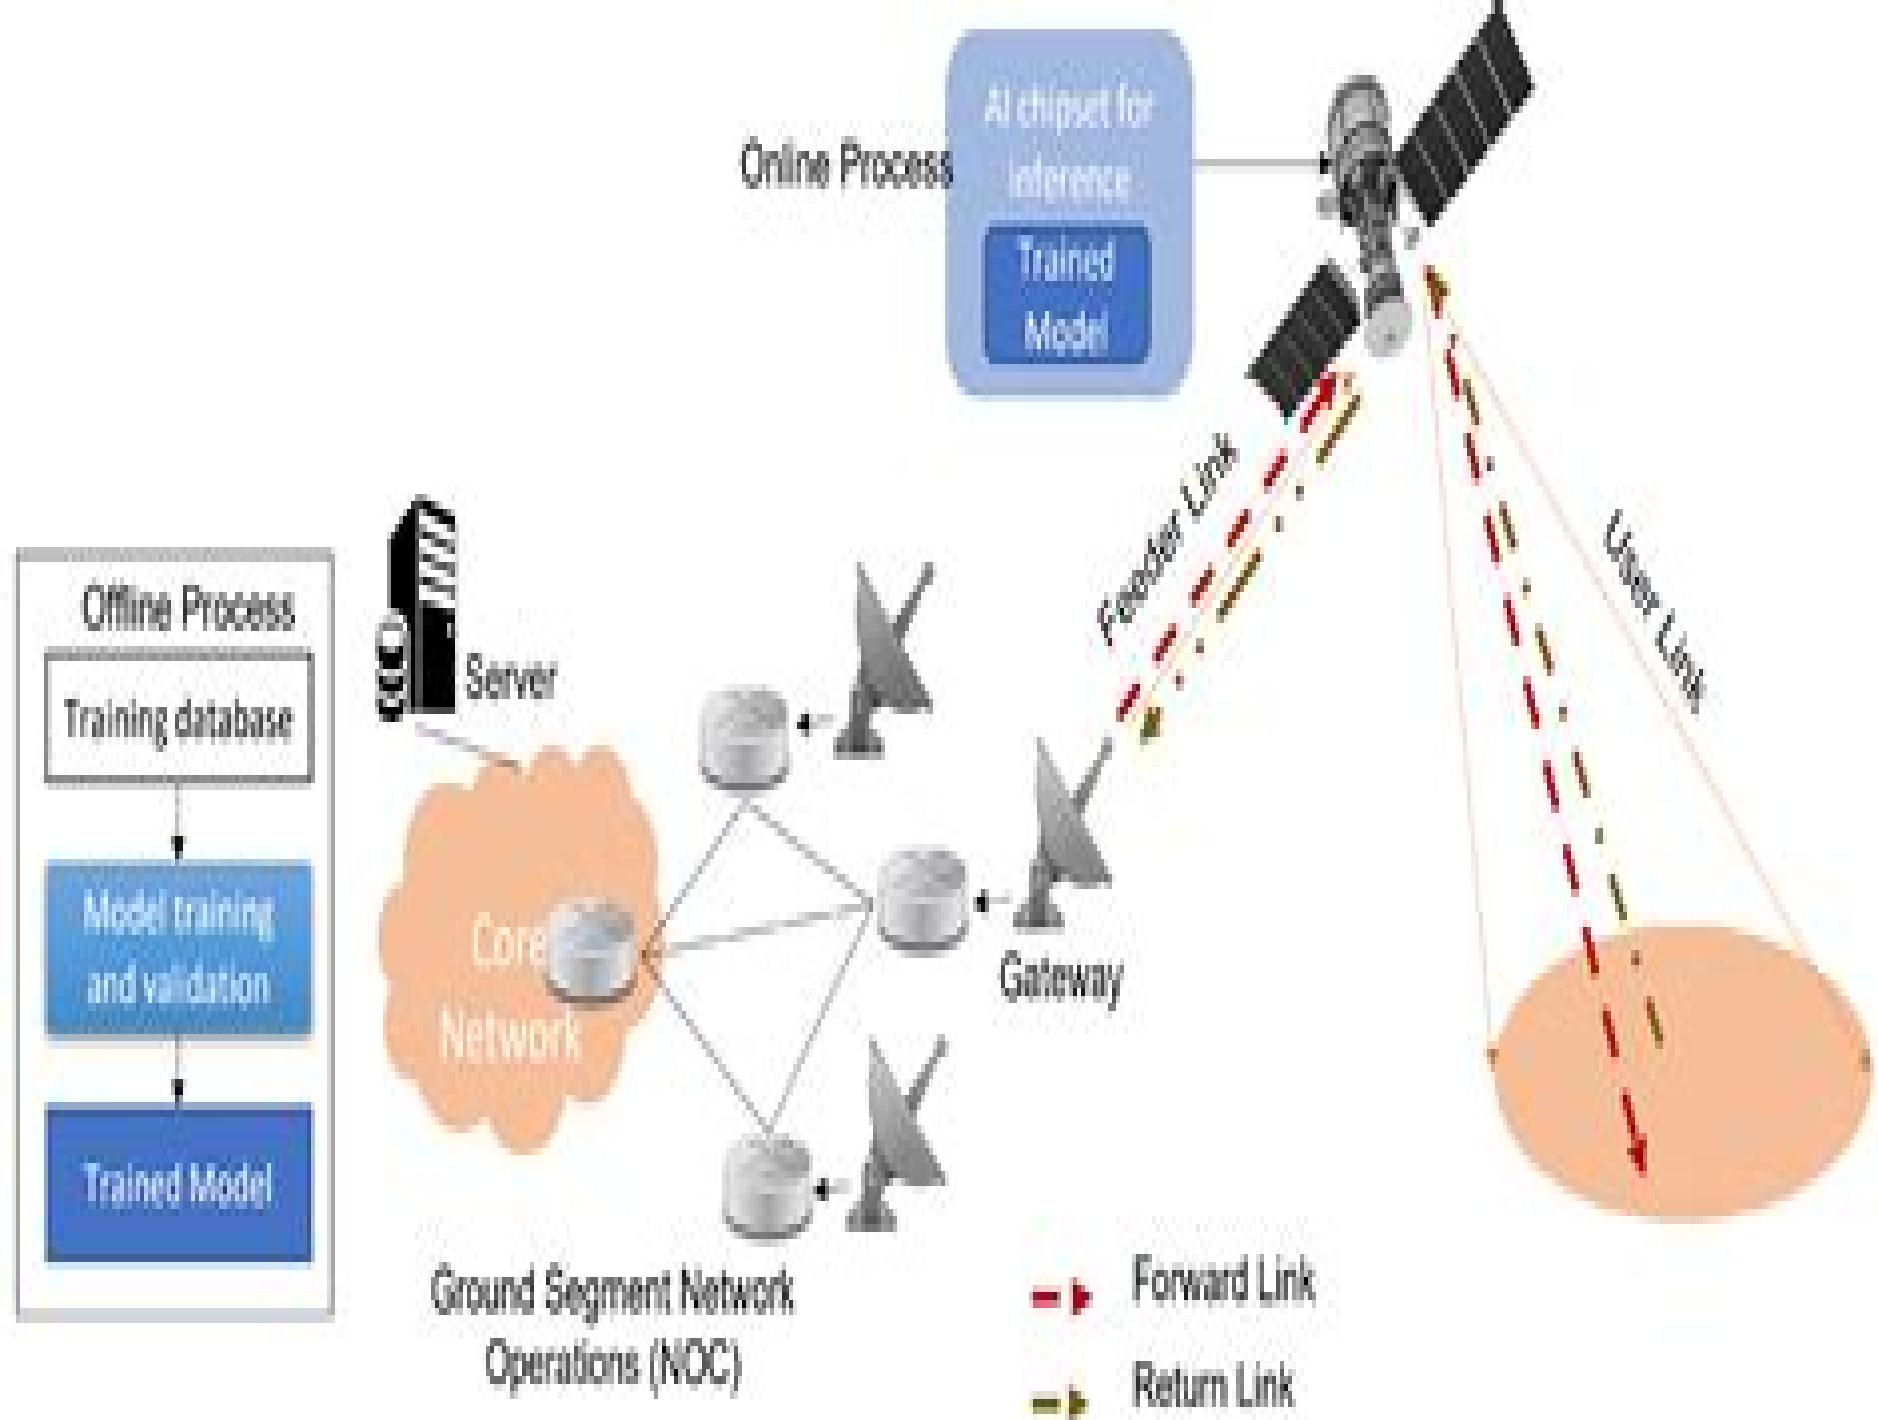 AI chipset for
inference
Online Process
Trained
Model
Feeder Link
User Link
Offline Process
Training database
Model training
and validation
Trained Model
Server
Core
Network
Gateway
Ground Segment Network
Operations (NOC)
Forward Link
Return Link